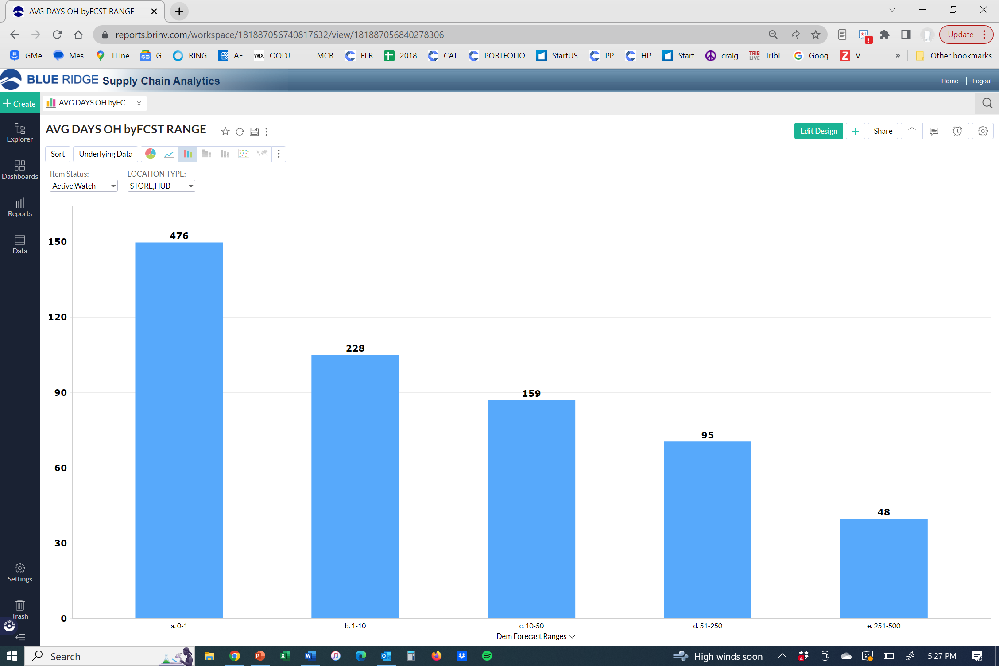 AVG DAYS OH byFCST RANGE
reports.brinv.com/workspace/181887056740817632/view/181887056840278306
Update
GMe Mes TLine G RING AE OODJ MCB FLR 2018 CAT PORTFOLIO StartUS PP HP Start craig TribL Goog V » Other bookmarks
BLUE RIDGE Supply Chain Analytics
Home | Logout
+ Create
AVG DAYS OH byFC...
Explorer
Dashboards
Reports
Data
Settings
Trash
AVG DAYS OH byFCST RANGE
Edit Design
+
Share
Sort
Underlying Data
Item Status:
LOCATION TYPE:
Active,Watch
STORE,HUB
476
150
120
228
90
159
95
60
48
30
0
a. 0-1
b. 1-10
c. 10-50
d. 51-250
e. 251-500
Dem Forecast Ranges
Search
High winds soon
4
5:27 PM